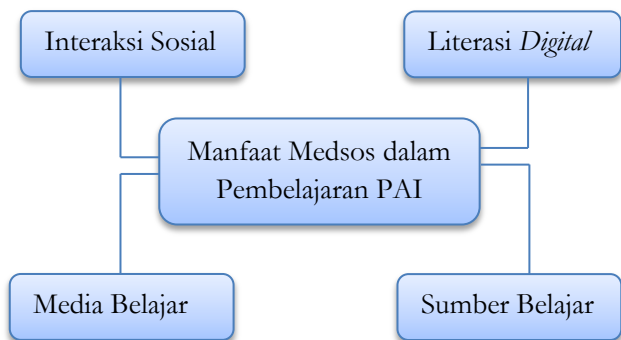 Interaksi Sosial
Literasi Digital
Manfaat Medsos dalam
Pembelajaran PAI
Media Belajar
Sumber Belajar